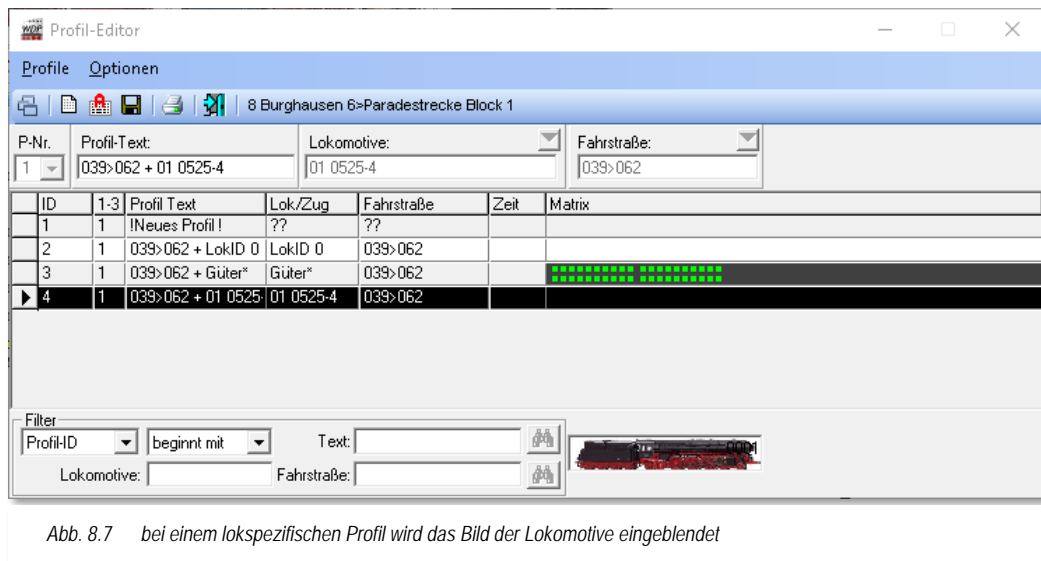 WDP Profil-Editor
Profile Optionen
8 Burghausen 6>Paradestrecke Block 1
P-Nr. Profil-Text: Lokomotive: Fahrstraße:
1 039>062 + 01 0525-4 01 0525-4 039>062
ID 1-3 Profil Text Lok/Zug Fahrstraße Zeit Matrix
1 1 !Neues Profil ! ?? ??
2 1 039>062 + LokID 0 LokID 0 039>062
3 1 039>062 + Güter* Güter* 039>062
4 1 039>062 + 01 0525- 01 0525-4 039>062
Filter
Profil-ID beginnt mit Text:
Lokomotive: Fahrstraße:
0001
Abb. 8.7 bei einem lokspezifischen Profil wird das Bild der Lokomotive eingeblendet